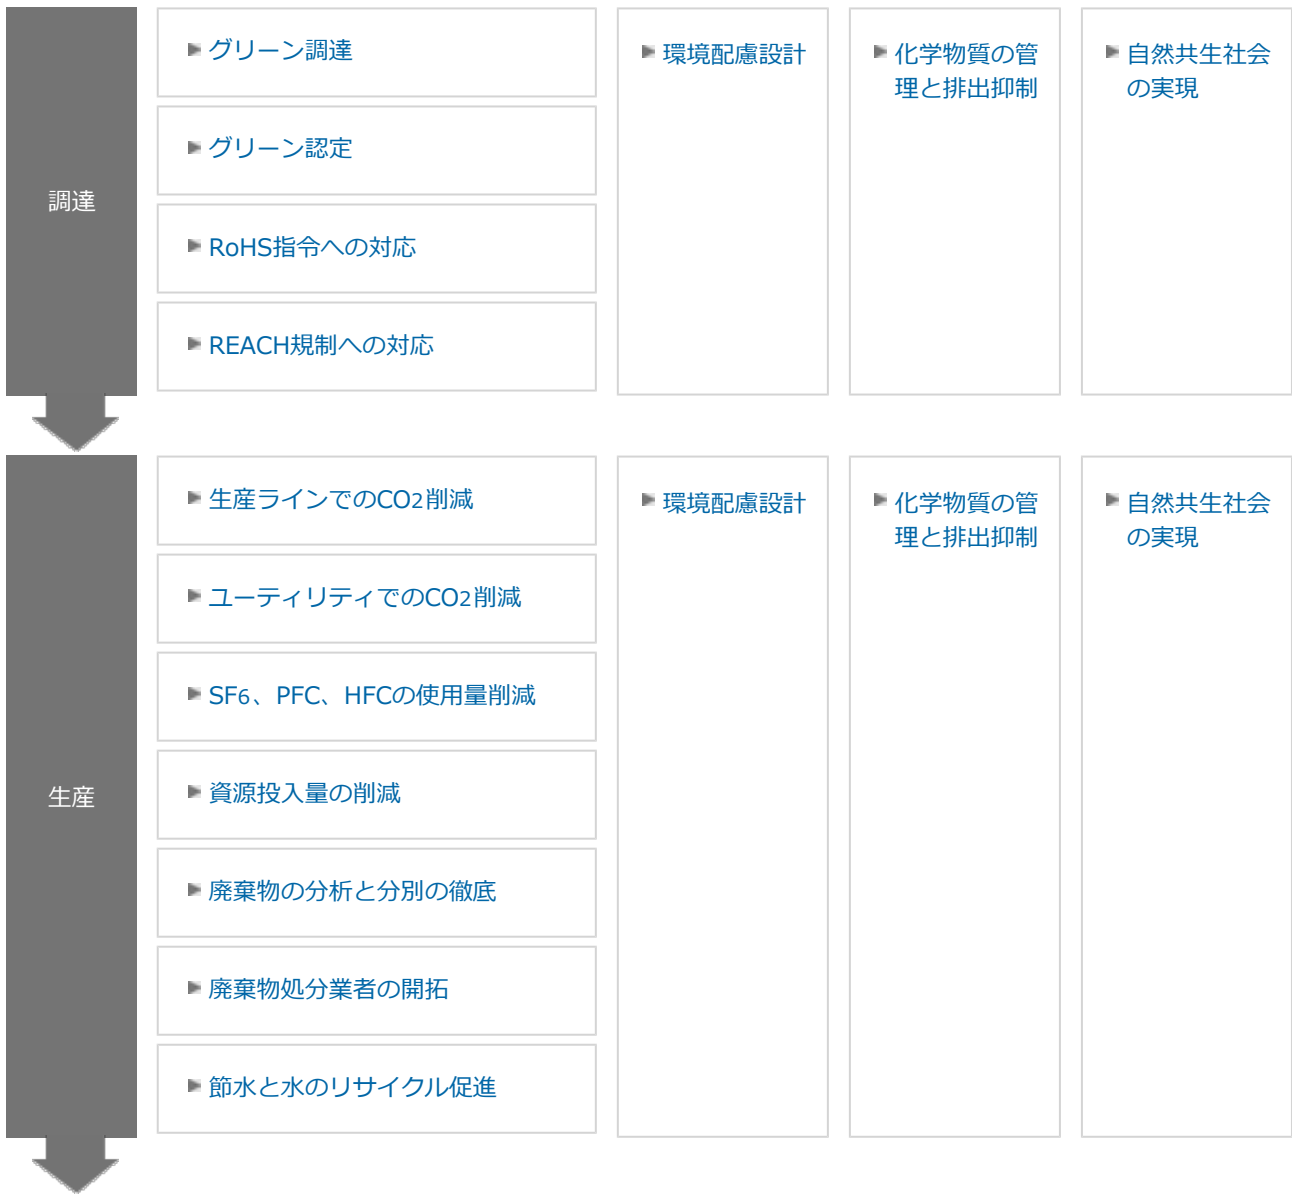 調達
グリーン調達
グリーン認定
RoHS指令への対応
REACH規制への対応
環境配慮設計
化学物質の管
理と排出抑制
自然共生社会
の実現
生産
生産ラインでのCO2削減
ユーティリティでのCO2削減
SF6、PFC、HFCの使用量削減
資源投入量の削減
廃棄物の分析と分別の徹底
廃棄物処分業者の開拓
節水と水のリサイクル促進
環境配慮設計
化学物質の管
理と排出抑制
自然共生社会
の実現